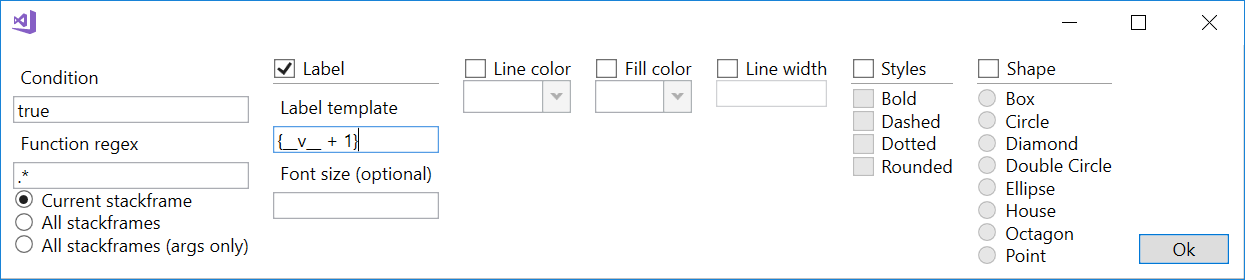 Condition
true
Function regex
.*
Current stackframe
All stackframes
All stackframes (args only)
Label
Label template
{__v__ + 1}
Font size (optional)
Line color
Fill color
Line width
Styles
Bold
Dashed
Dotted
Rounded
Shape
Box
Circle
Diamond
Double Circle
Ellipse
House
Octagon
Point
Ok